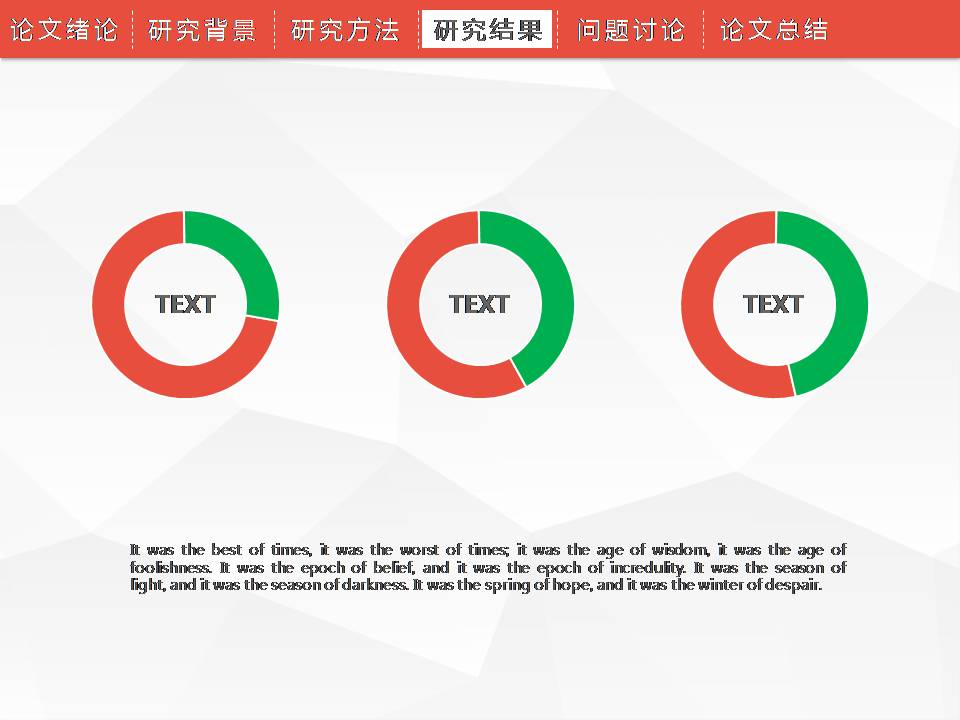 论文绪论 研究背景 研究方法 研究结果 问题讨论 论文总结
TEXT TEXT TEXT
It was the best of times, it was the worst of times; it was the age of wisdom, it was the age of
foolishness. It was the epoch of belief, and it was the epoch of incredulity. It was the season of
light, and it was the season of darkness. It was the spring of hope, and it was the winter of despair.